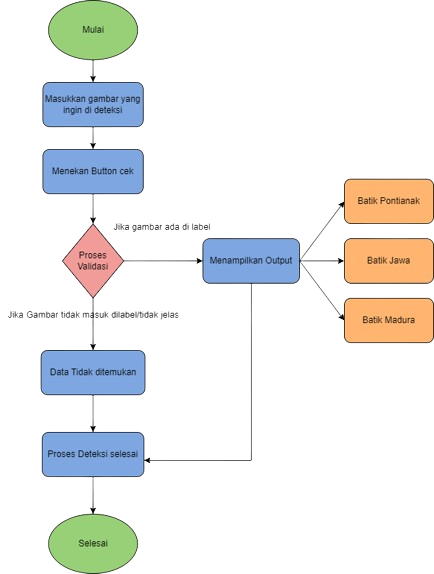 Mulai
Masukkan gambar yang
ingin di deteksi
Menekan Button cek
Jika gambar ada di label
Proses
Validasi
Menampilkan Output
Batik Pontianak
Batik Jawa
Batik Madura
Jika Gambar tidak masuk dilabel/tidak jelas
Data Tidak ditemukan
Proses Deteksi selesai
Selesai